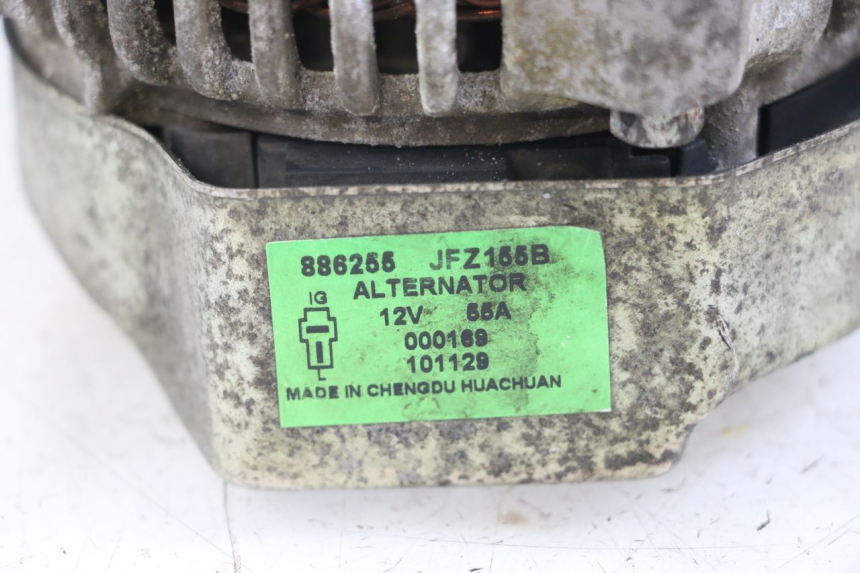 886255 JFZ155B
ALTERNATOR
IG
12V 55A
000169
101129
L
MADE IN CHENGDU HUACHUAN